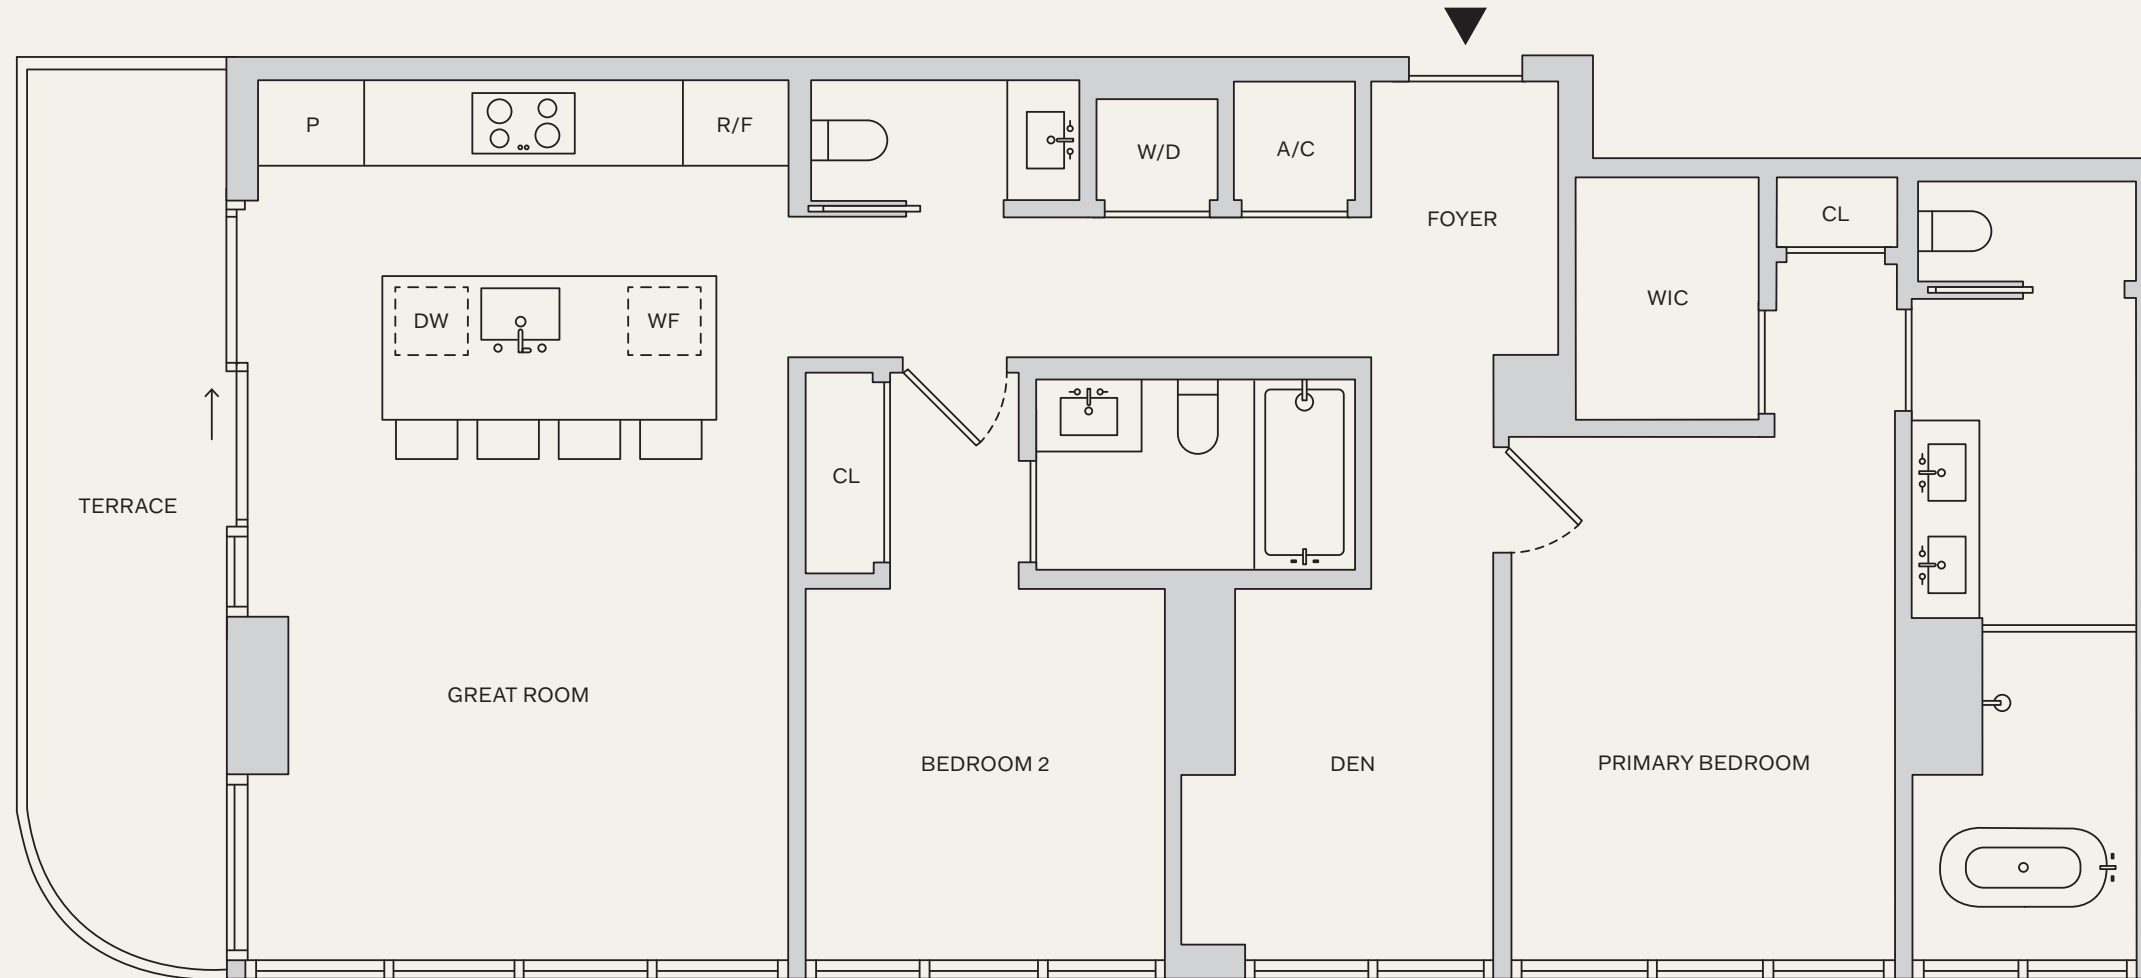 P
R/F
W/D
A/C
FOYER
CL
WIC
DW
WF
CL
TERRACE
GREAT ROOM
BEDROOM 2
DEN
PRIMARY BEDROOM